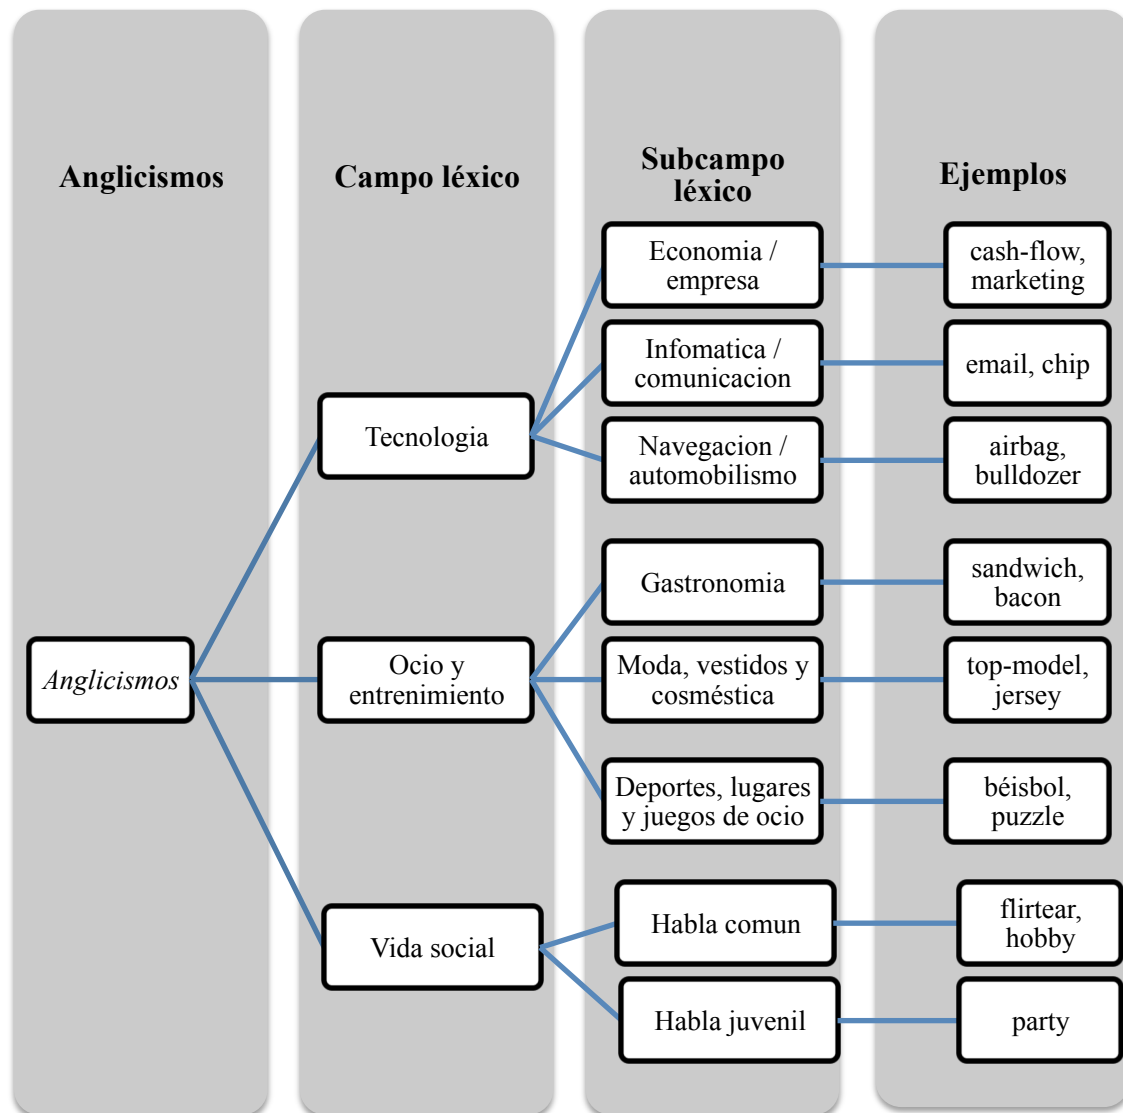 Anglicismos
Campo léxico
Subcampo
léxico
Ejemplos
Anglicismos
Tecnologia
Economia /
empresa
cash-flow,
marketing
Infomatica /
comunicacion
email, chip
Navegacion /
automobilismo
airbag,
bulldozer
Ocio y
entrenimiento
Gastronomia
sandwich,
bacon
Moda, vestidos y
cosméstica
top-model,
jersey
Deportes, lugares
y juegos de ocio
béisbol,
puzzle
Vida social
Habla comun
flirtear,
hobby
Habla juvenil
party